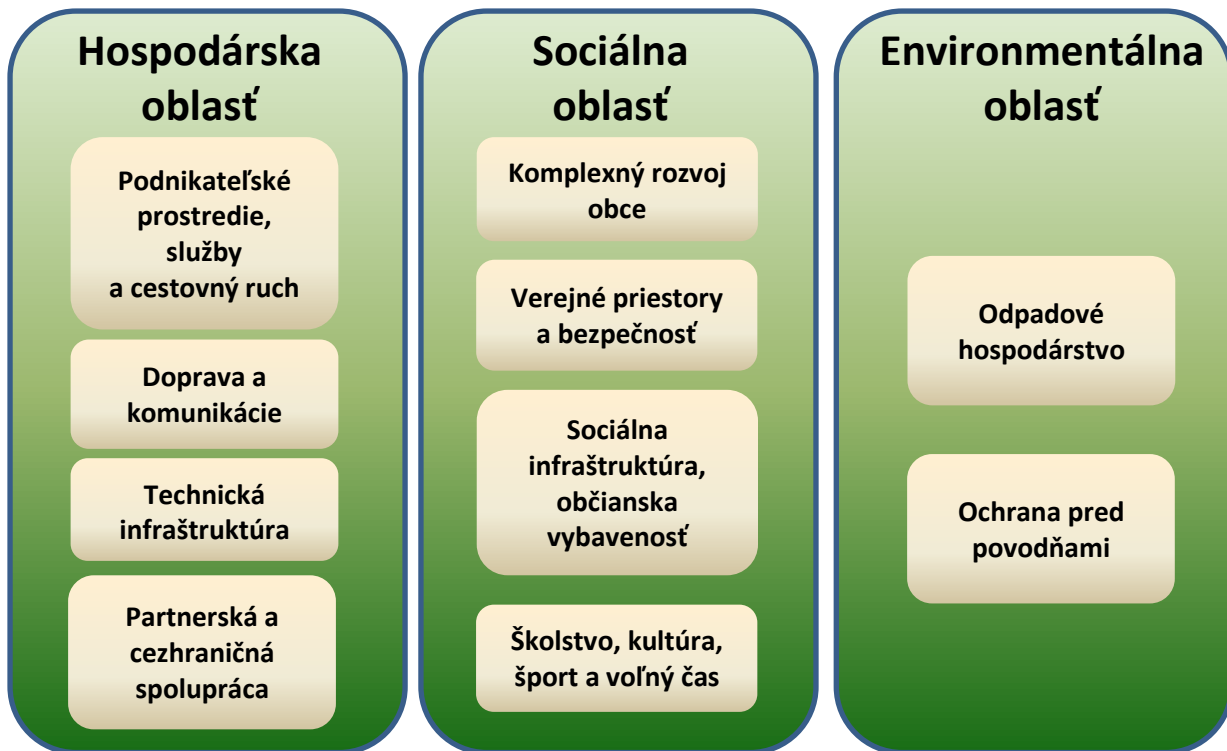 Hospodárska
oblasť
Podnikateľské
prostredie,
služby
a cestovný ruch
Doprava a
komunikácie
Technická
infraštruktúra
Partnerská a
cezhraničná
spolupráca
Sociálna
oblasť
Komplexný rozvoj
obce
Verejné priestory
a bezpečnosť
Sociálna
infraštruktúra,
občianska
vybavenosť
Školstvo, kultúra,
šport a voľný čas
Environmentálna
oblasť
Odpadové
hospodárstvo
Ochrana pred
povodňami